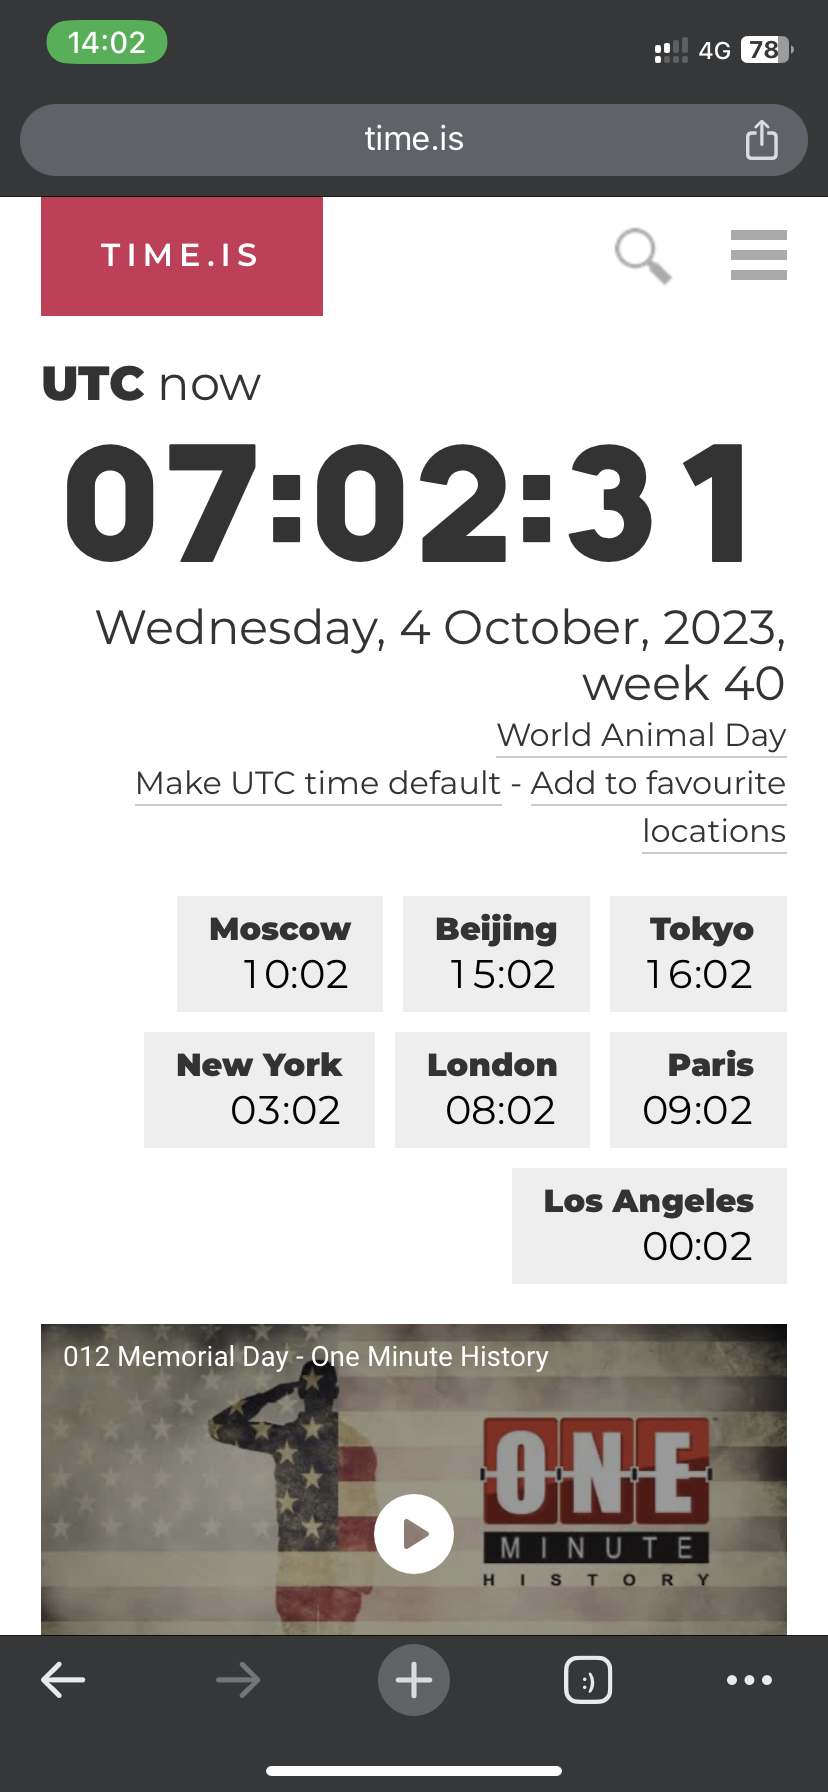 14:02
4G 78
time.is
TIME.IS
UTC now
07:02:31
Wednesday, 4 October, 2023,
week 40
World Animal Day
Make UTC time default - Add to favourite
locations
Moscow Beijing Tokyo
10:02 15:02 16:02
New York London Paris
03:02 08:02 09:02
Los Angeles
00:02
012 Memorial Day - One Minute History
ONE
MINUTE
HISTORY
:)